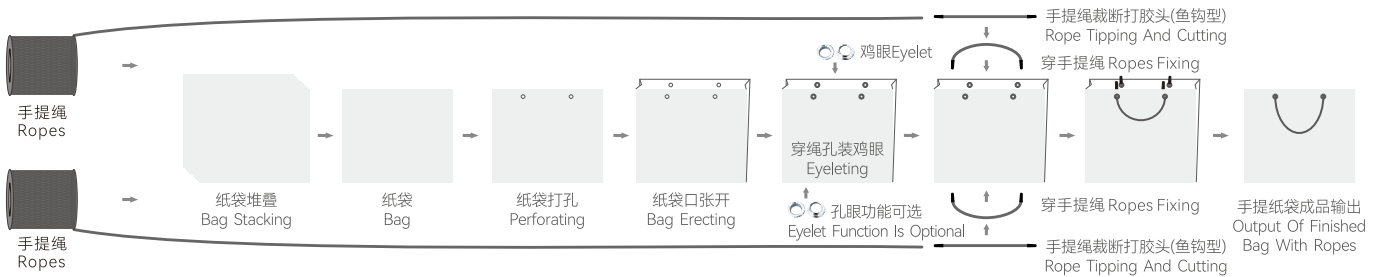 手提绳裁断打胶头(鱼钩型)
Rope Tipping And Cutting
鸡眼Eyelet
穿手提绳 Ropes Fixing
手提绳
Ropes
穿绳孔装鸡眼
Eyeleting
纸袋堆叠
Bag Stacking
纸袋
Bag
纸袋打孔
Perforating
纸袋口张开
Bag Erecting
孔眼功能可选
Eyelet Function Is Optional
穿手提绳 Ropes Fixing
手提纸袋成品输出
Output Of Finished
Bag With Ropes
手提绳
Ropes
手提绳裁断打胶头(鱼钩型)
Rope Tipping And Cutting